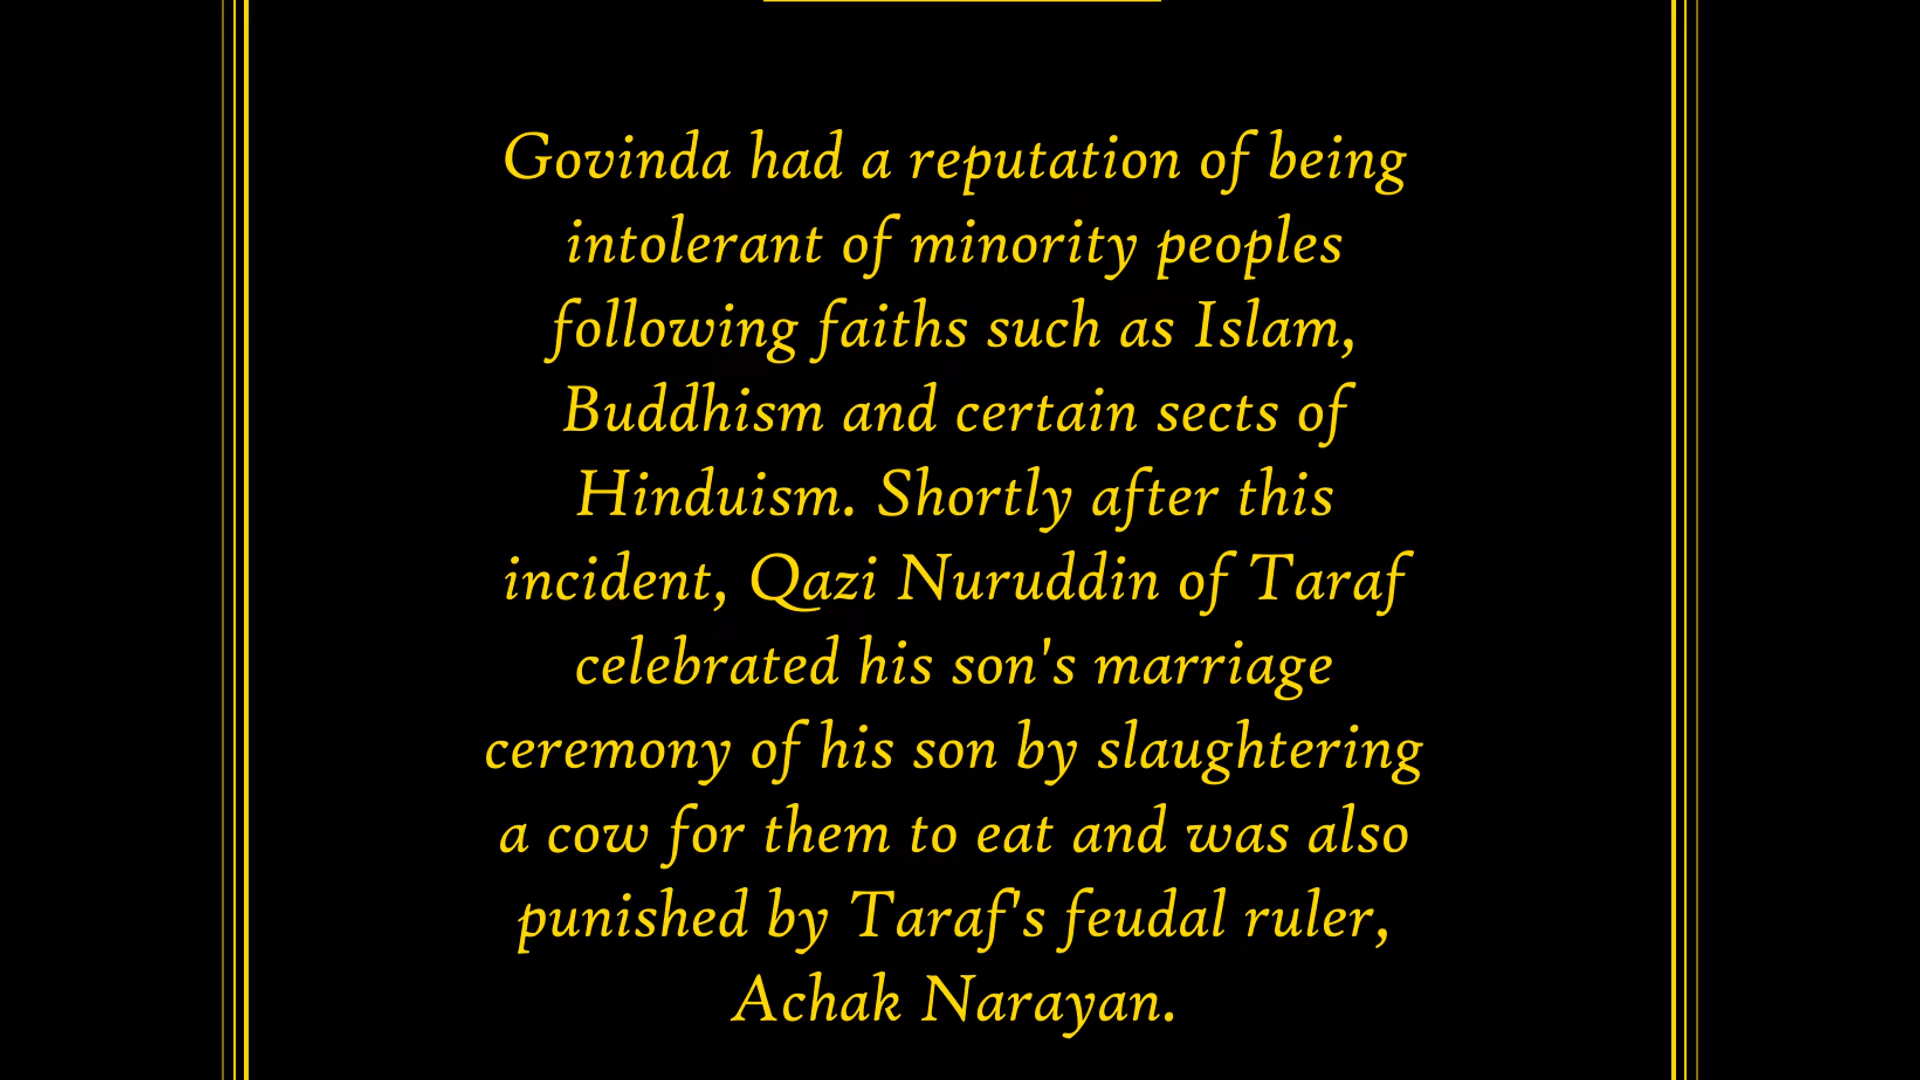 Govinda had a reputation of being
intolerant of minority peoples
following faiths such as Islam,
Buddhism and certain sects of
Hinduism. Shortly after this
incident, Qazi Nuruddin of Taraf
celebrated his son's marriage
ceremony of his son by slaughtering
a cow for them to eat and was also
punished by Taraf's feudal ruler,
Achak Narayan.